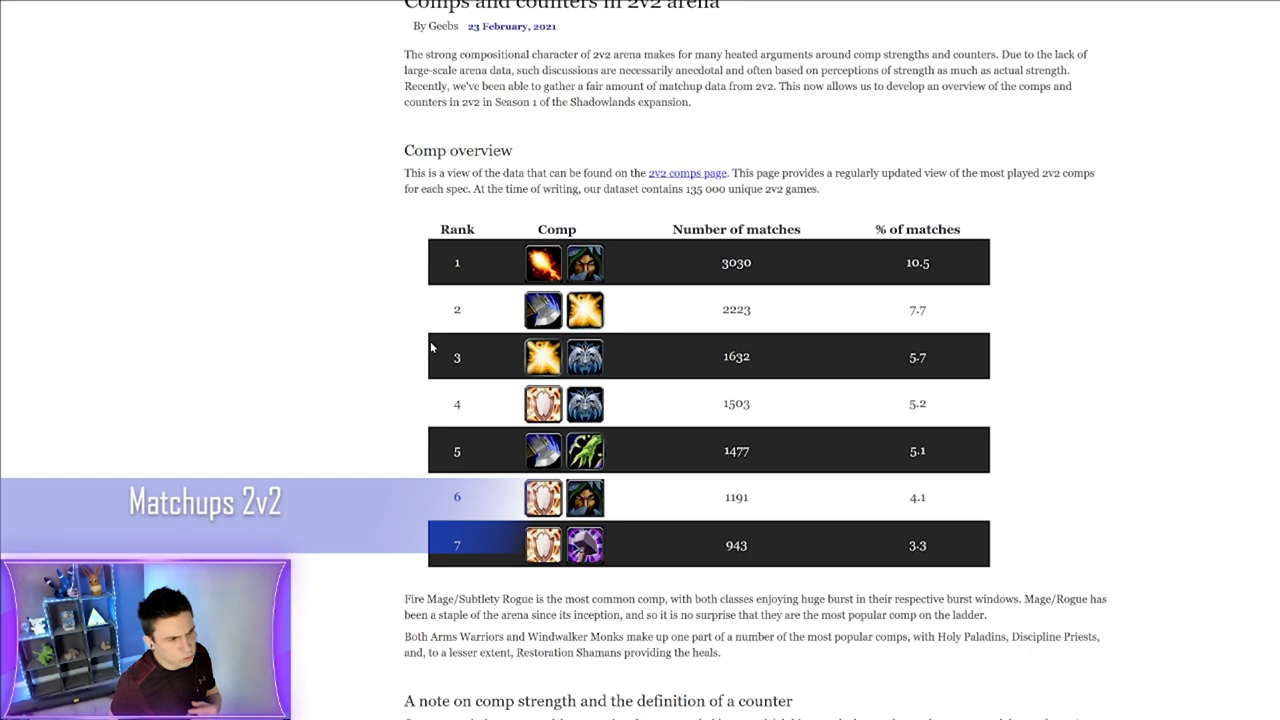 Comps and counters in 2v2 arena
By Geebs 23 February, 2021
The strong compositional character of 2v2 arena makes for many heated arguments around comp strengths and counters. Due to the lack of
large-scale arena data, such discussions are necessarily anecdotal and often based on perceptions of strength as much as actual strength.
Recently, we've been able to gather a fair amount of matchup data from 2v2. This now allows us to develop an overview of the comps and
counters in 2v2 in Season 1 of the Shadowlands expansion.
Comp overview
This is a view of the data that can be found on the 2v2 comps page. This page provides a regularly updated view of the most played 2v2 comps
for each spec. At the time of writing, our dataset contains 135 000 unique 2v2 games.
Rank Comp Number of matches % of matches
1 3030 10.5
2 2223 7.7
3 1632 5.7
4 1503 5.2
5 1477 5.1
6 1191 4.1
7 943 3.3
Matchups 2v2
Fire Mage/Subtlety Rogue is the most common comp, with both classes enjoying huge burst in their respective burst windows. Mage/Rogue has
been a staple of the arena since its inception, and so it is no surprise that they are the most popular comp on the ladder.
Both Arms Warriors and Windwalker Monks make up one part of a number of the most popular comps, with Holy Paladins, Discipline Priests,
and, to a lesser extent, Restoration Shamans providing the heals.
A note on comp strength and the definition of a counter